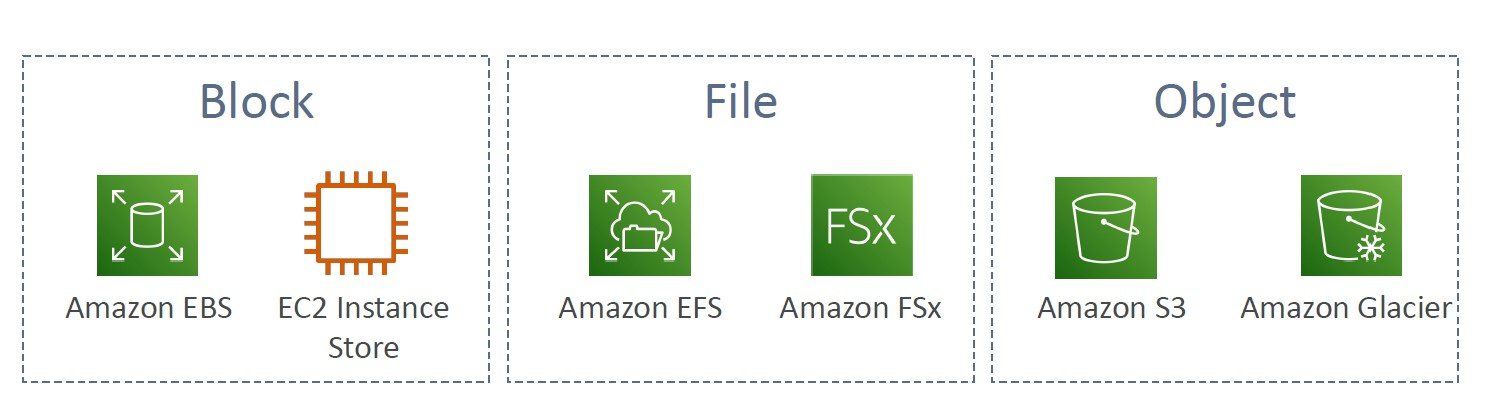 Block
Amazon EBS
EC2 Instance
Store
File
Amazon EFS
FSx
Amazon FSx
Object
Amazon S3
Amazon Glacier